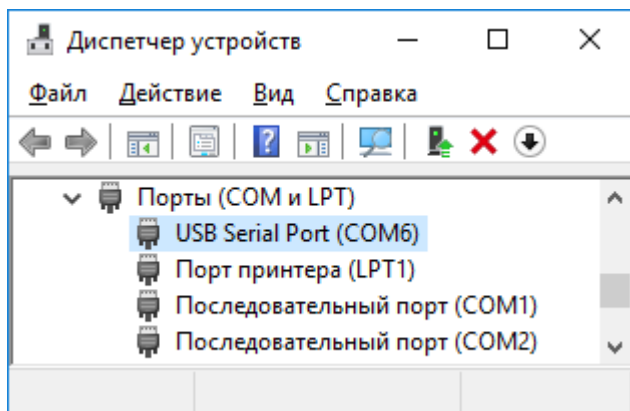 Диспетчер устройств
Файл Действие Вид Справка
Порты (COM и LPT)
USB Serial Port (COM6)
Порт принтера (LPT1)
Последовательный порт (COM1)
Последовательный порт (COM2)